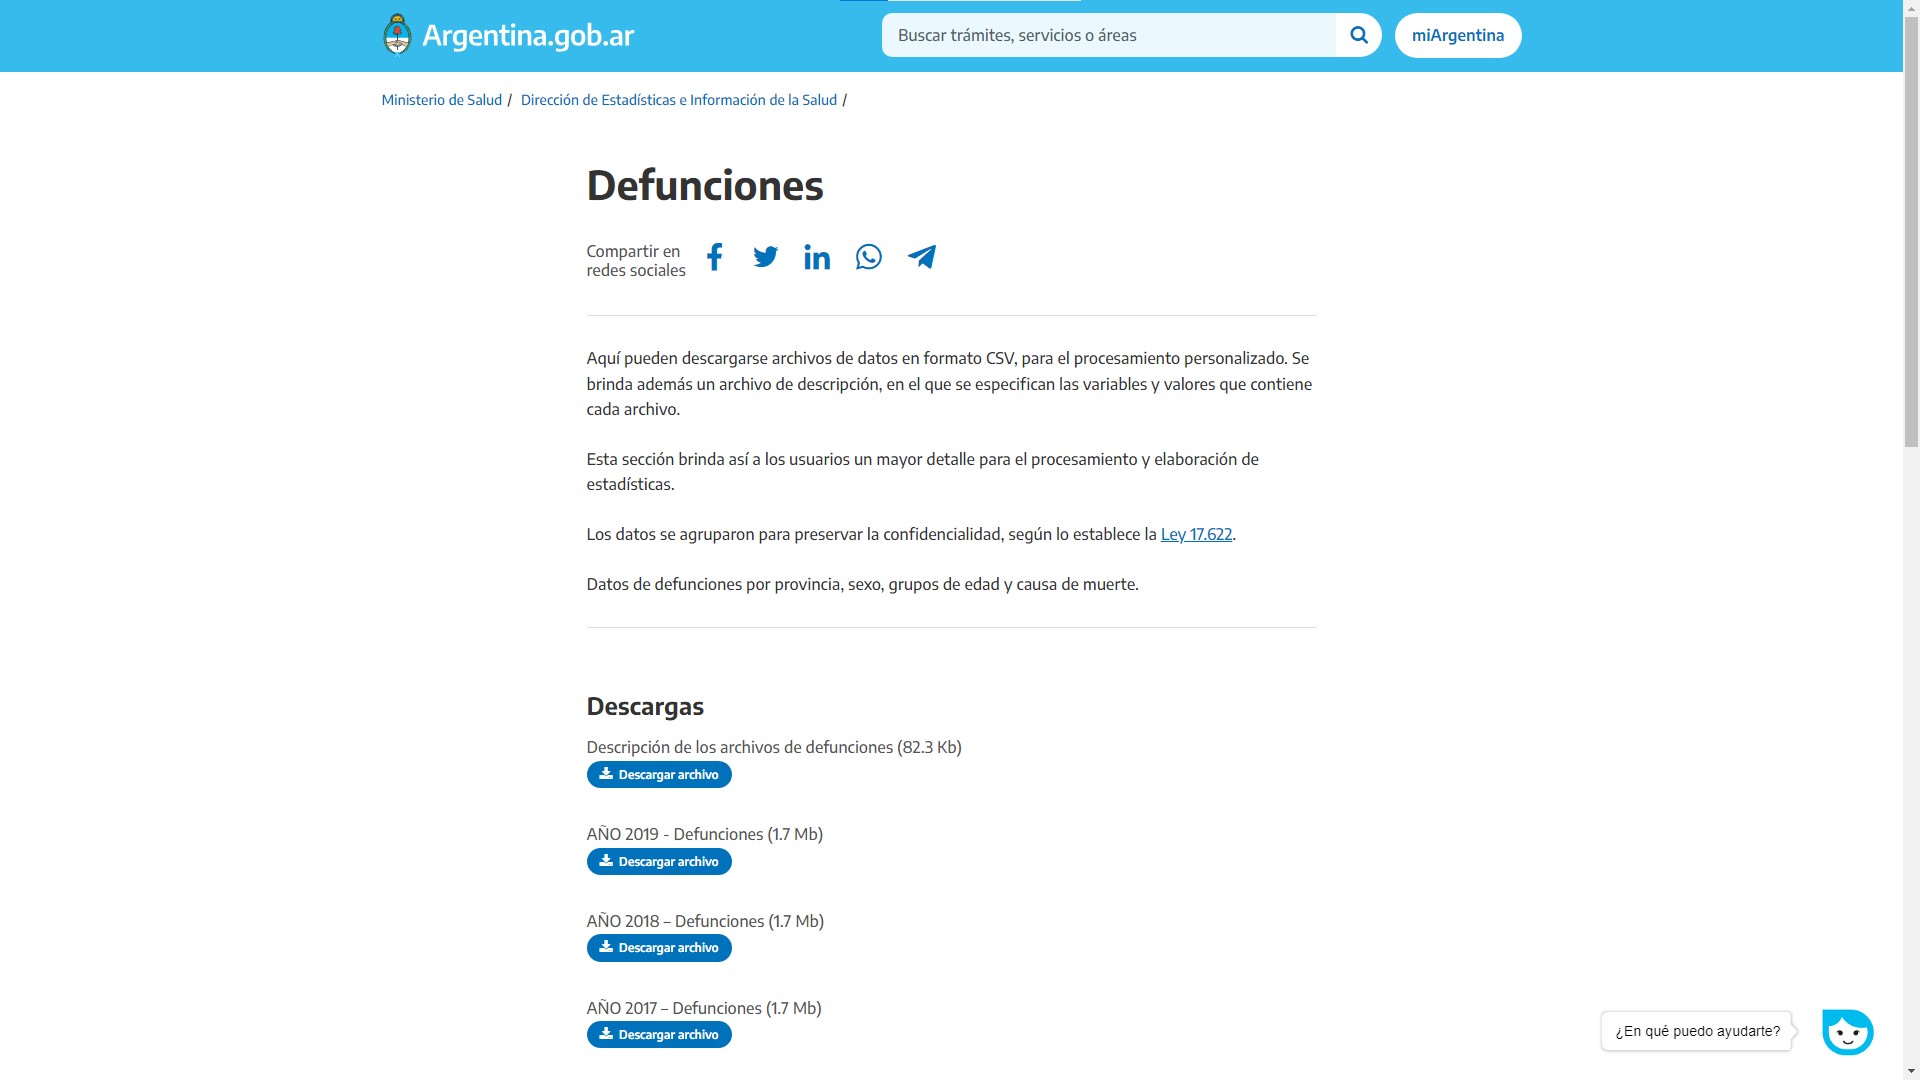 Argentina.gob.ar
Buscar trámites, servicios o áreas
miArgentina
Ministerio de Salud / Dirección de Estadísticas e Información de la Salud /
Defunciones
Compartir en
redes sociales
Aquí pueden descargarse archivos de datos en formato CSV, para el procesamiento personalizado. Se
brinda además un archivo de descripción, en el que se especifican las variables y valores que contiene
cada archivo.
Esta sección brinda así a los usuarios un mayor detalle para el procesamiento y elaboración de
estadísticas.
Los datos se agruparon para preservar la confidencialidad, según lo establece la Ley 17.622.
Datos de defunciones por provincia, sexo, grupos de edad y causa de muerte.
Descargas
Descripción de los archivos de defunciones (82.3 Kb)
Descargar archivo
AÑO 2019 - Defunciones (1.7 Mb)
Descargar archivo
AÑO 2018 – Defunciones (1.7 Mb)
Descargar archivo
AÑO 2017 – Defunciones (1.7 Mb)
Descargar archivo
¿En qué puedo ayudarte?